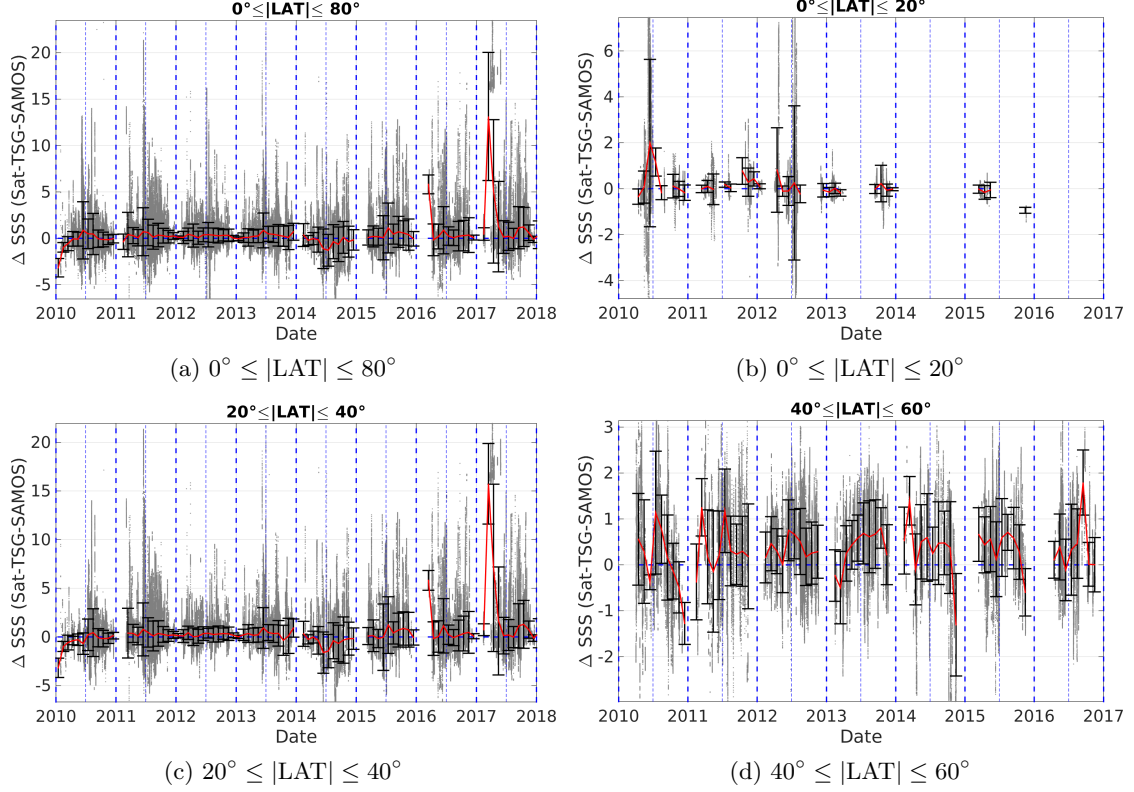 0°≤|LAT|≤ 80°
Δ SSS (Sat-TSG-SAMOS)
20
15
10
5
0
-5
2010 2011 2012 2013 2014 2015 2016 2017 2018
Date
(a) 0° ≤ |LAT| ≤ 80°
0°≤|LAT|≤ 20°
Δ SSS (Sat-TSG-SAMOS)
6
4
2
0
-2
-4
2010 2011 2012 2013 2014 2015 2016 2017
Date
(b) 0° ≤ |LAT| ≤ 20°
20°≤|LAT|≤ 40°
Δ SSS (Sat-TSG-SAMOS)
20
15
10
5
0
-5
2010 2011 2012 2013 2014 2015 2016 2017 2018
Date
(c) 20° ≤ |LAT| ≤ 40°
40°≤|LAT|≤ 60°
Δ SSS (Sat-TSG-SAMOS)
3
2
1
0
-1
-2
2010 2011 2012 2013 2014 2015 2016 2017
Date
(d) 40° ≤ |LAT| ≤ 60°